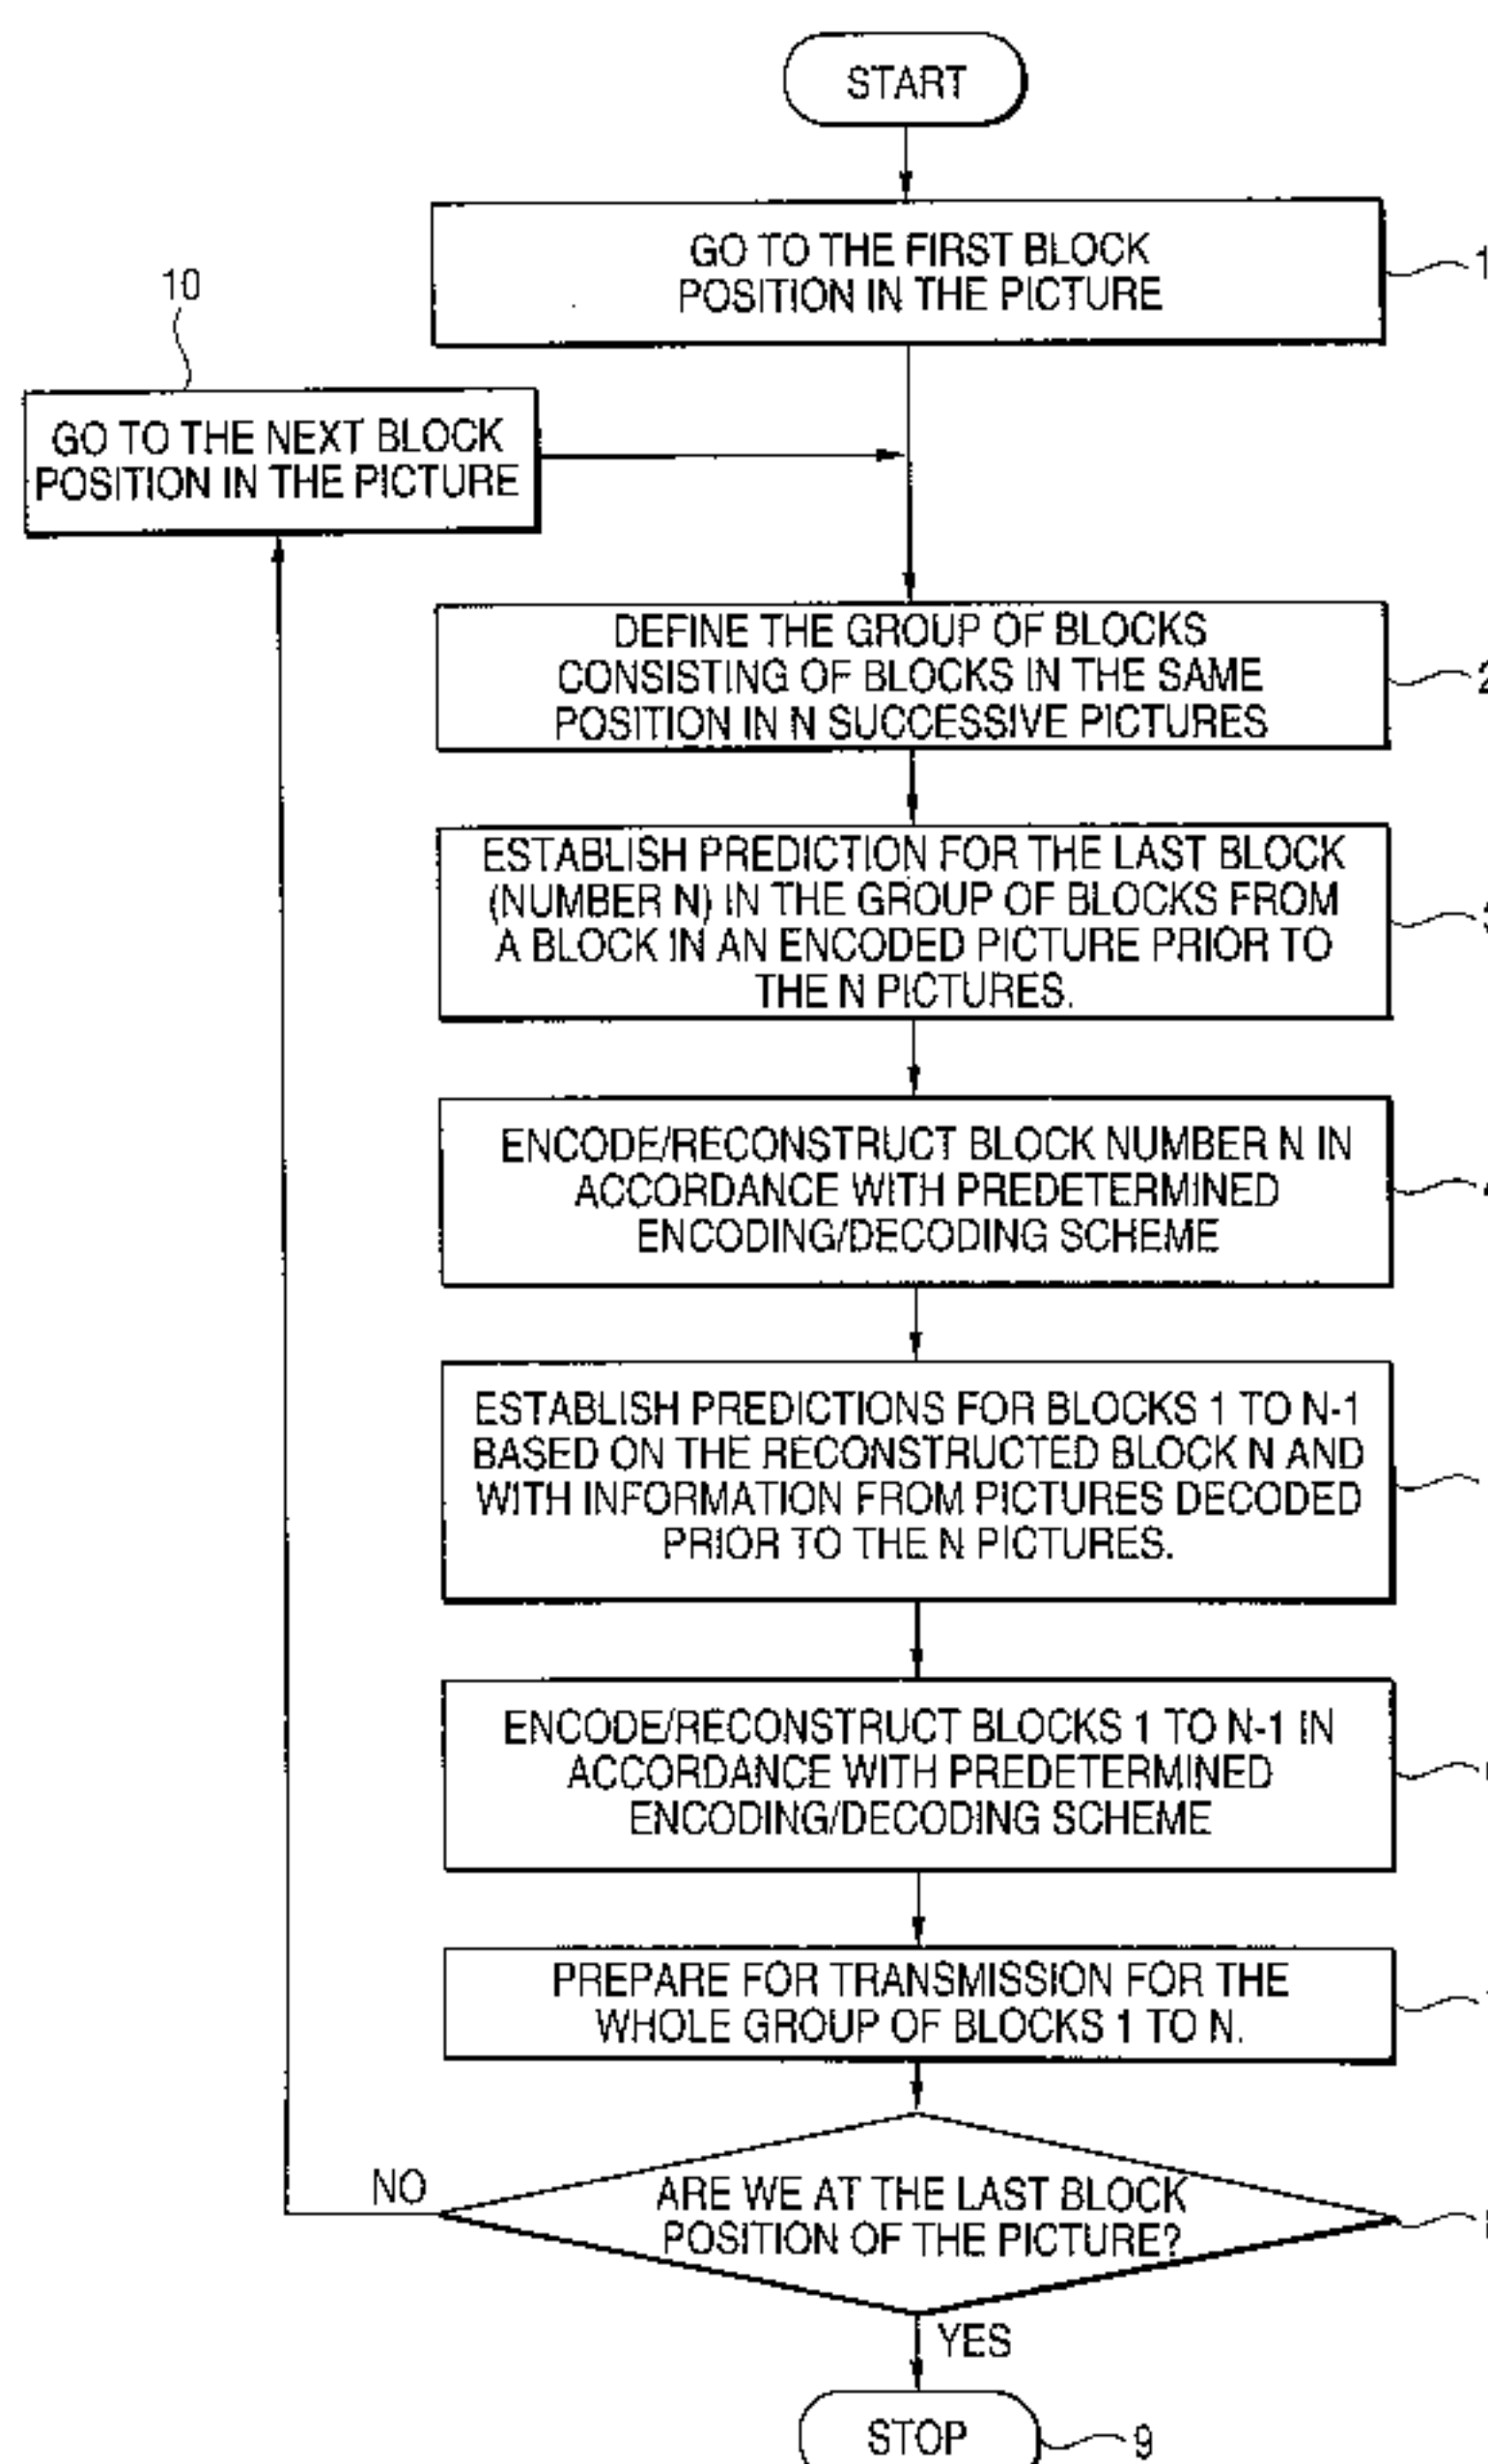 START
GO TO THE FIRST BLOCK
POSITION IN THE PICTURE
1
10
GO TO THE NEXT BLOCK
POSITION IN THE PICTURE
DEFINE THE GROUP OF BLOCKS
CONSISTING OF BLOCKS IN THE SAME
POSITION IN N SUCCESSIVE PICTURES
2
ESTABLISH PREDICTION FOR THE LAST BLOCK
(NUMBER N) IN THE GROUP OF BLOCKS FROM
A BLOCK IN AN ENCODED PICTURE PRIOR TO
THE N PICTURES.
ENCODE/RECONSTRUCT BLOCK NUMBER N IN
ACCORDANCE WITH PREDETERMINED
ENCODING/DECODING SCHEME
ESTABLISH PREDICTIONS FOR BLOCKS 1 TO N-1
BASED ON THE RECONSTRUCTED BLOCK N AND
WITH INFORMATION FROM PICTURES DECODED
PRIOR TO THE N PICTURES.
ENCODE/RECONSTRUCT BLOCKS 1 TO N-1 IN
ACCORDANCE WITH PREDETERMINED
ENCODING/DECODING SCHEME
PREPARE FOR TRANSMISSION FOR THE
WHOLE GROUP OF BLOCKS 1 TO N.
NO
ARE WE AT THE LAST BLOCK
POSITION OF THE PICTURE?
YES
STOP
9